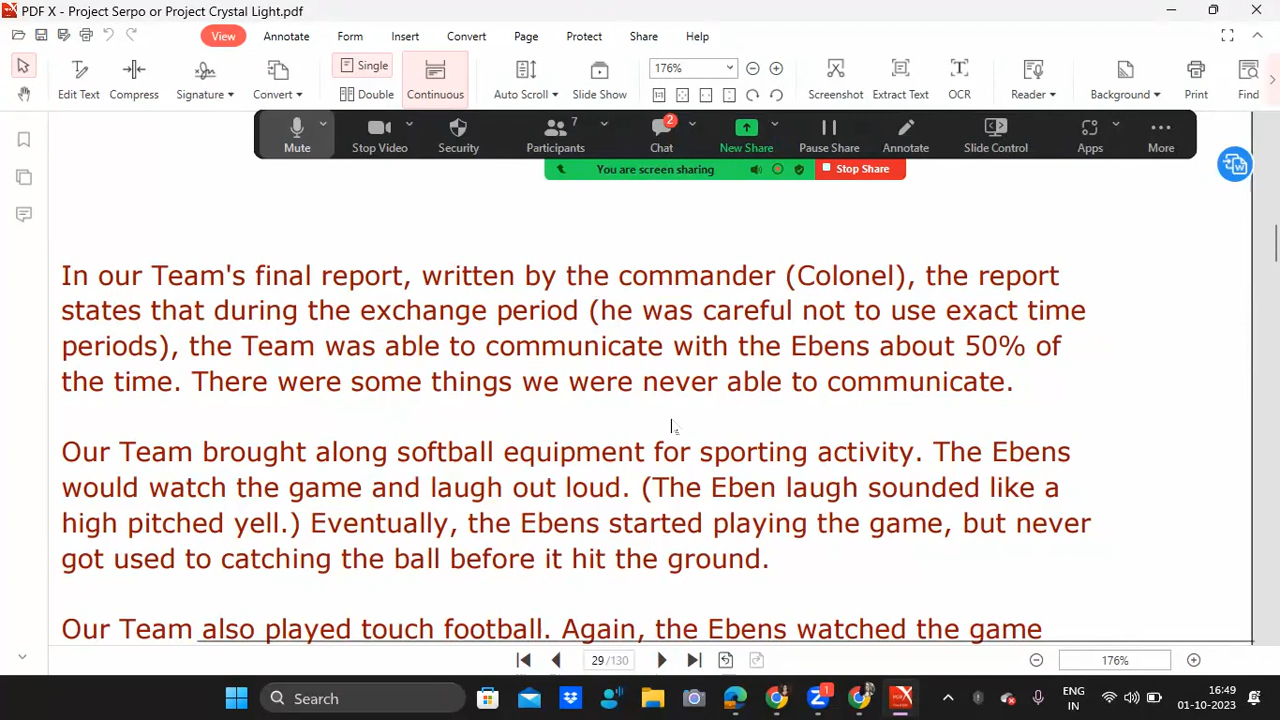 PDF X - Project Serpo or Project Crystal Light.pdf
View Annotate Form Insert Convert Page Protect Share Help
Edit Text Compress Signature Convert Single Double Continuous Auto Scroll Slide Show 176% Screenshot Extract Text OCR Reader Background Print Find
Mute Stop Video Security Participants 7 Chat 2 New Share Pause Share Annotate Slide Control Apps More
You are screen sharing Stop Share
In our Team's final report, written by the commander (Colonel), the report
states that during the exchange period (he was careful not to use exact time
periods), the Team was able to communicate with the Ebens about 50% of
the time. There were some things we were never able to communicate.
Our Team brought along softball equipment for sporting activity. The Ebens
would watch the game and laugh out loud. (The Eben laugh sounded like a
high pitched yell.) Eventually, the Ebens started playing the game, but never
got used to catching the ball before it hit the ground.
Our Team also played touch football. Again, the Ebens watched the game
29 /130 176%
Search 1 ENG IN 16:49 01-10-2023